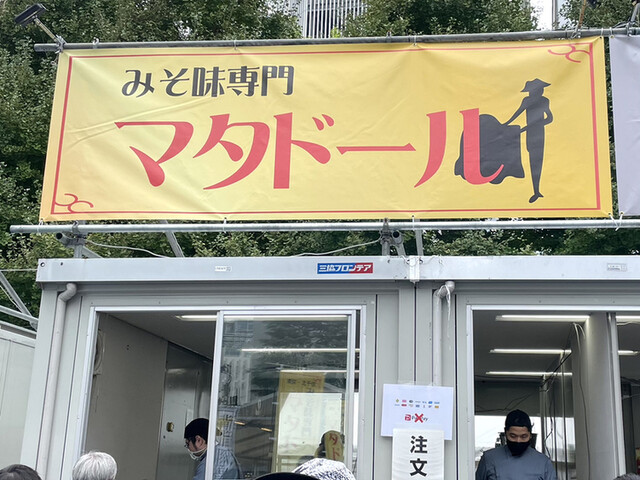 みそ味専門
マタドール
三協フロンテア
注文